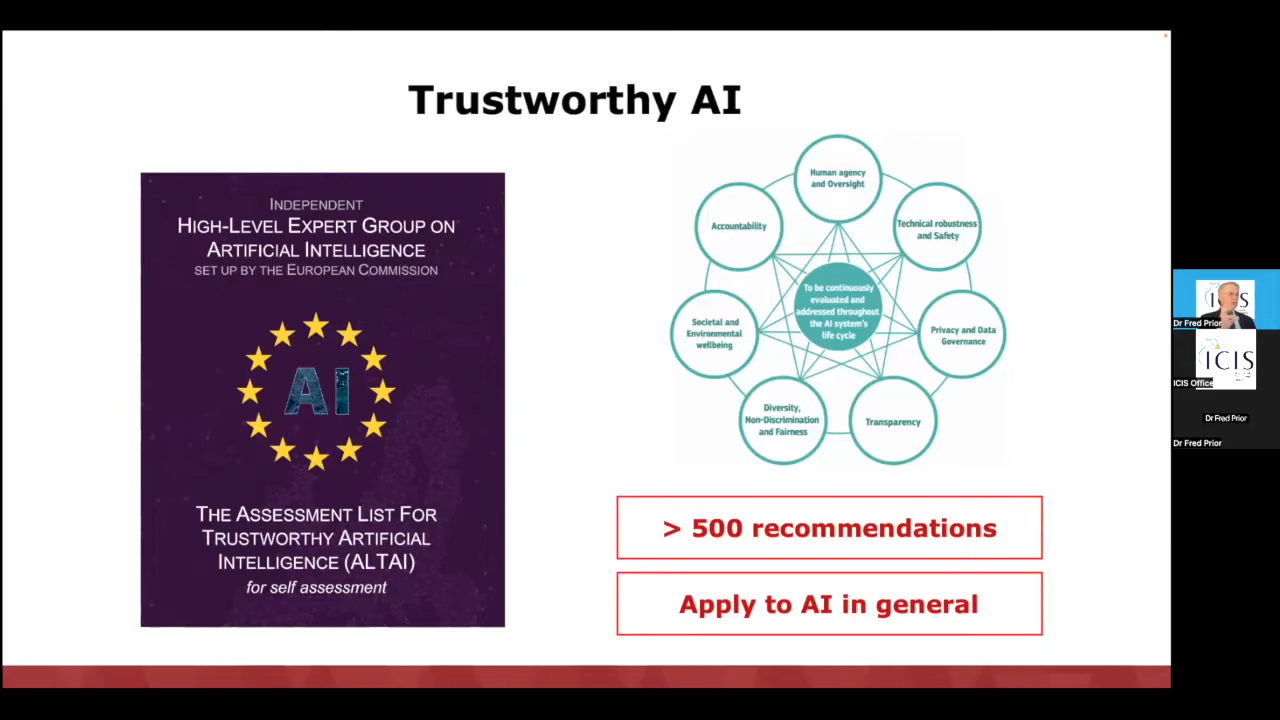 Trustworthy AI
INDEPENDENT
HIGH-LEVEL EXPERT GROUP ON
ARTIFICIAL INTELLIGENCE
SET UP BY THE EUROPEAN COMMISSION
AI
THE ASSESSMENT LIST FOR
TRUSTWORTHY ARTIFICIAL
INTELLIGENCE (ALTAI)
for self assessment
Human agency
and Oversight
Technical robustness
and Safety
Privacy and Data
Governance
Transparency
Diversity,
Non-Discrimination
and Fairness
Societal and
Environmental
wellbeing
Accountability
To be continuously
evaluated and
addressed throughout
the AI system's
life cycle
> 500 recommendations
Apply to AI in general
Dr Fred Prior
ICIS
ICIS Office
Dr Fred Prior
Dr Fred Prior